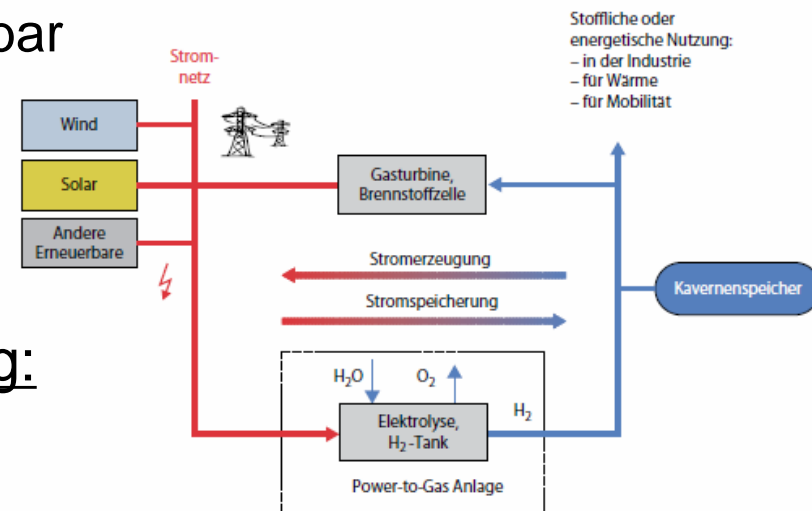 bar
Stoffliche oder
energetische Nutzung:
– in der Industrie
– für Wärme
– für Mobilität
Strom-
netz
Wind
Solar
Andere
Erneuerbare
Gasturbine,
Brennstoffzelle
Stromerzeugung
Stromspeicherung
Kavernenspeicher
g:
H₂O
O₂
H₂
Elektrolyse,
H₂-Tank
Power-to-Gas Anlage